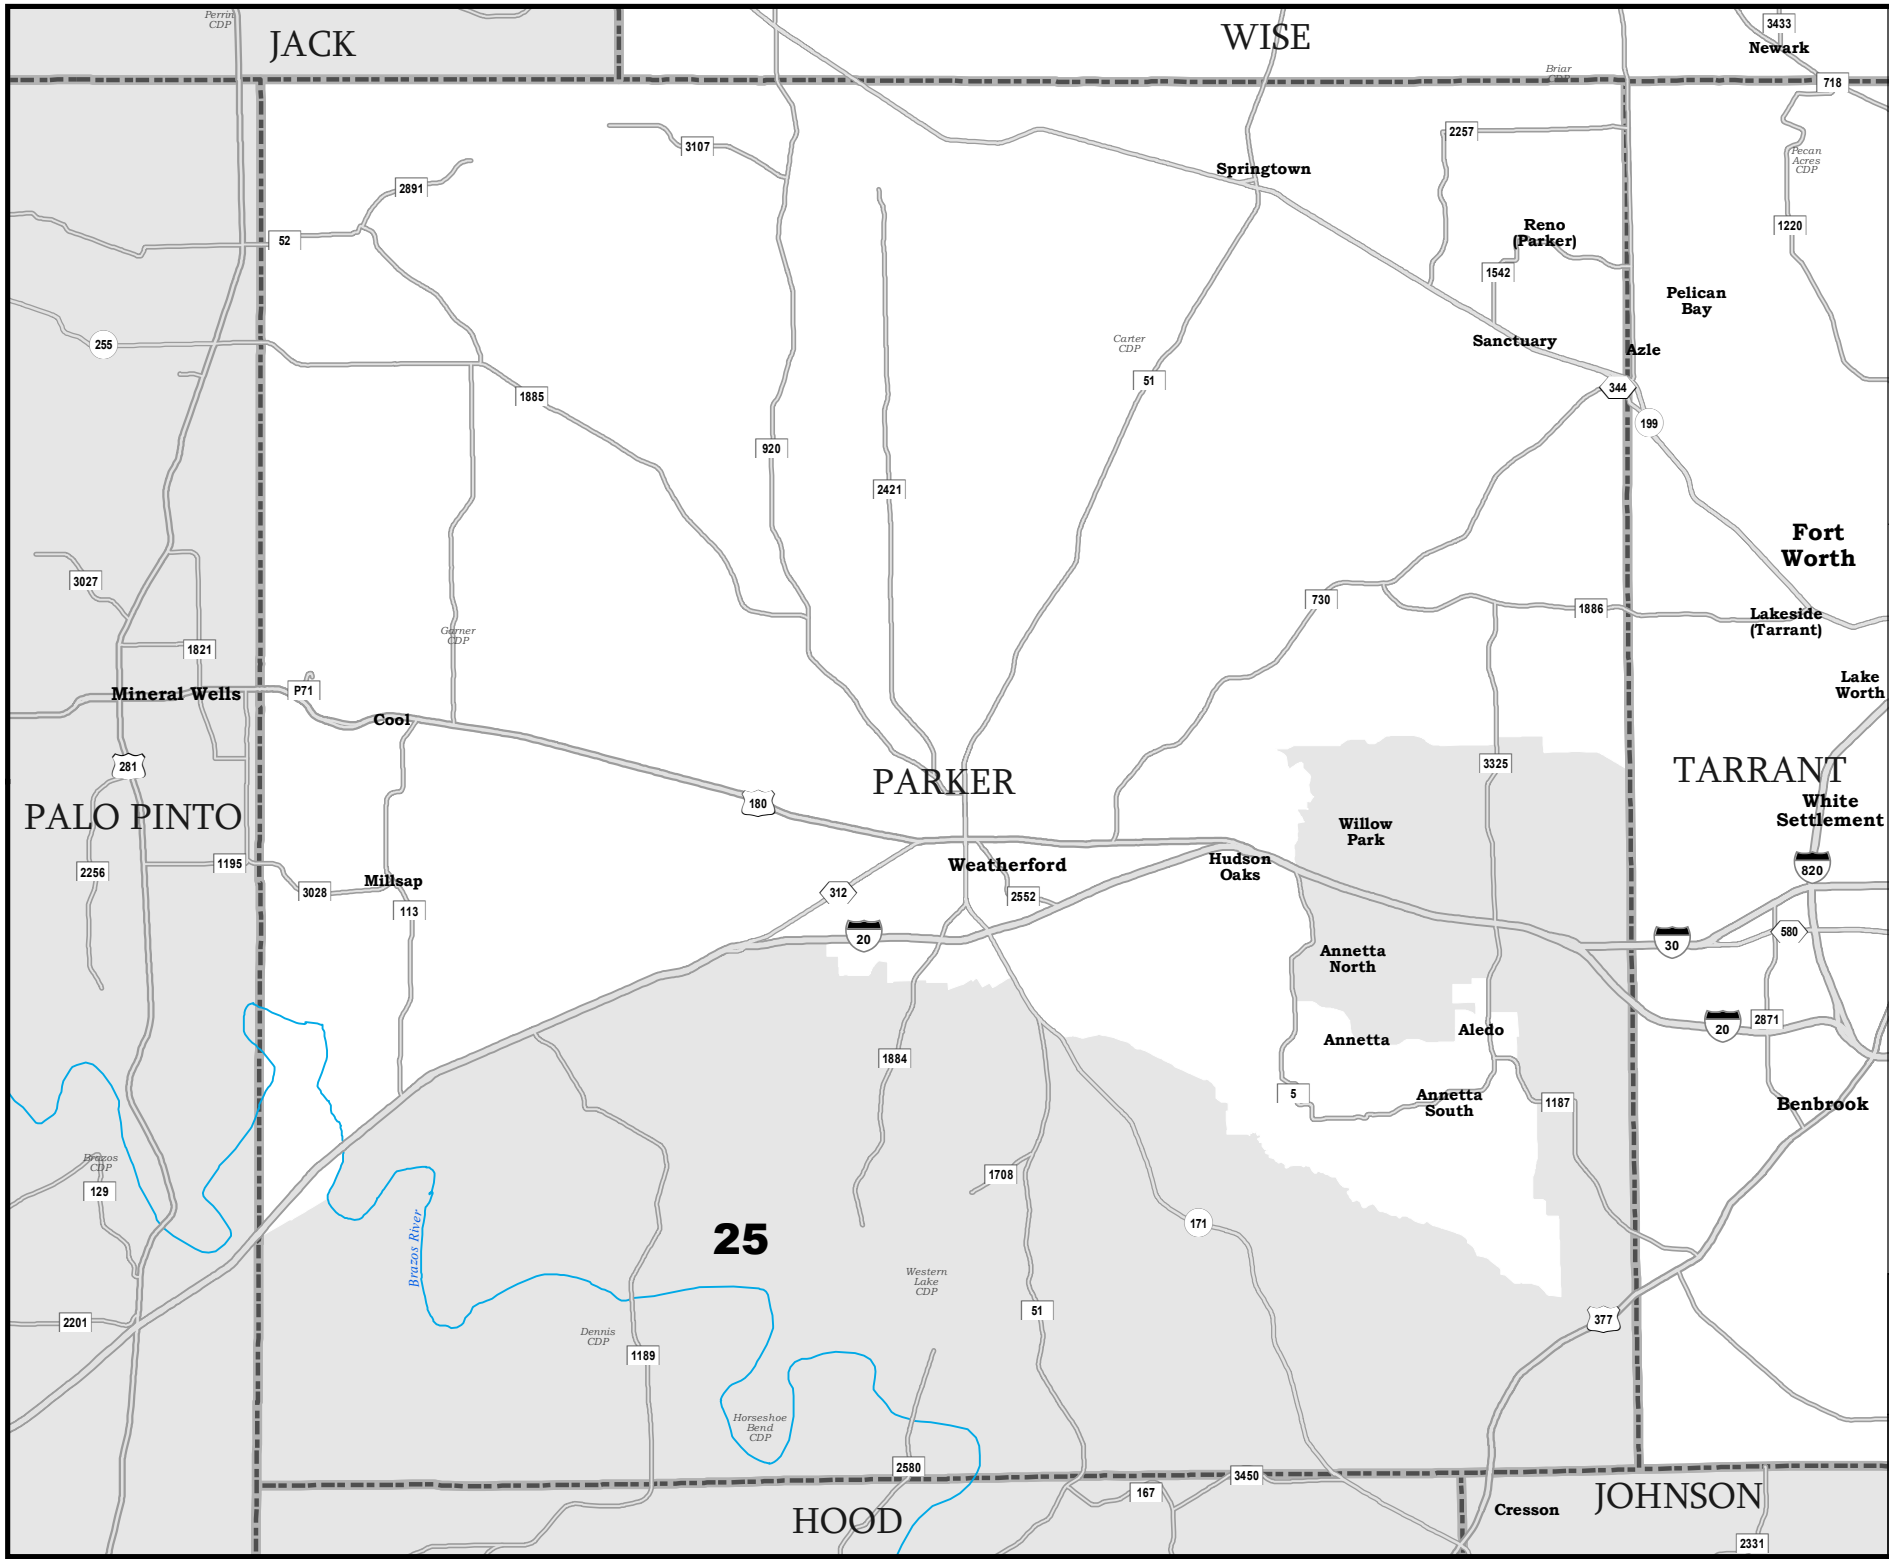 Perrin
CDP
JACK
WISE
3433
Newark
Briar
CDP
718
3107
2257
Pecan
Acres
CDP
Springtown
2891
52
Reno
(Parker)
1220
1542
Pelican
Bay
255
Carter
CDP
Sanctuary
Azle
51
344
1885
199
920
2421
Fort
Worth
3027
730
1886
Lakeside
(Tarrant)
Garner
CDP
1821
Mineral Wells
P71
Lake
Worth
Cool
281
3325
TARRANT
PARKER
180
PALO PINTO
White
Settlement
Willow
Park
Weatherford
Hudson
Oaks
1195
2256
820
3028
Millsap
312
2552
113
20
30
580
Annetta
North
20
2871
Annetta
Aledo
1884
5
Annetta
South
1187
Benbrook
Brazos
CDP
129
1708
Brazos River
25
171
Western
Lake
CDP
51
2201
377
Dennis
CDP
1189
Horseshoe
Bend
CDP
2580
3450
167
HOOD
Cresson
JOHNSON
2331